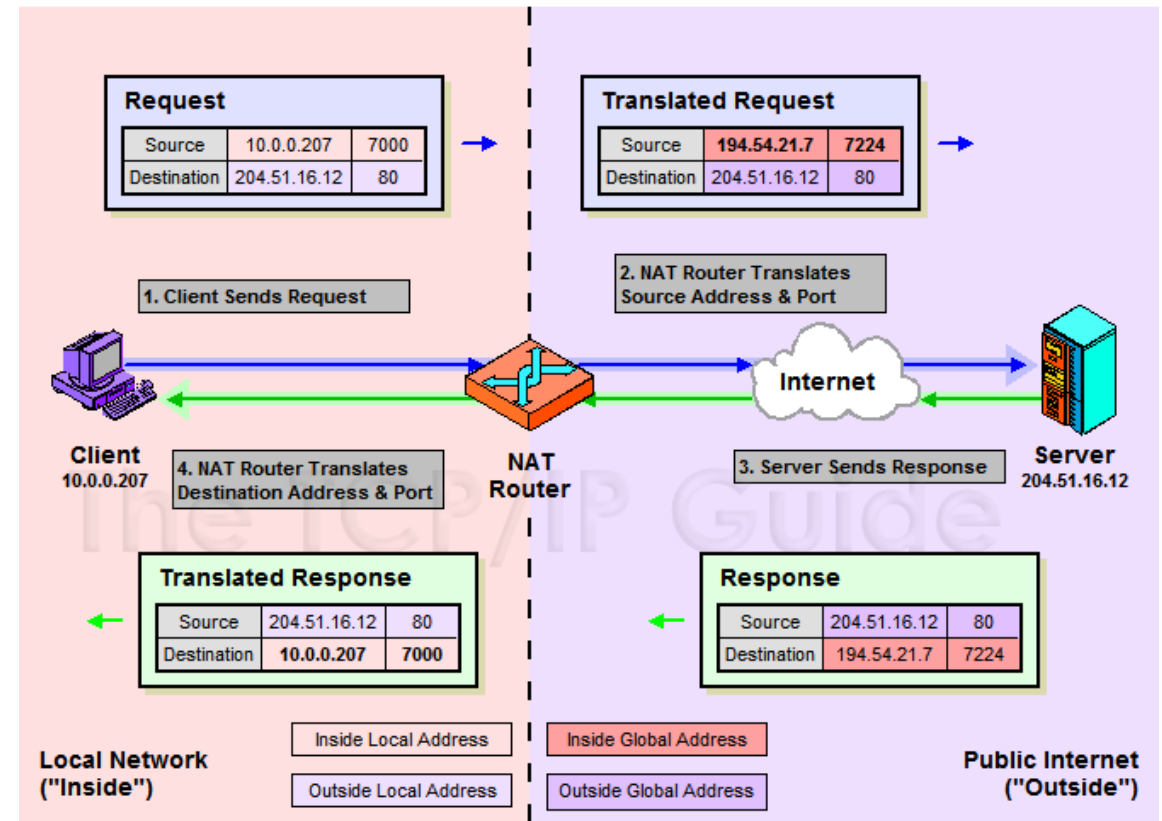 Request
Source 10.0.0.207 7000
Destination 204.51.16.12 80
Translated Request
Source 194.54.21.7 7224
Destination 204.51.16.12 80
1. Client Sends Request
2. NAT Router Translates
Source Address & Port
Internet
Client
10.0.0.207
4. NAT Router Translates
Destination Address & Port
NAT
Router
3. Server Sends Response
Server
204.51.16.12
The TCP/IP Guide
Translated Response
Source 204.51.16.12 80
Destination 10.0.0.207 7000
Response
Source 204.51.16.12 80
Destination 194.54.21.7 7224
Local Network
("Inside")
Inside Local Address
Outside Local Address
Inside Global Address
Outside Global Address
Public Internet
("Outside")